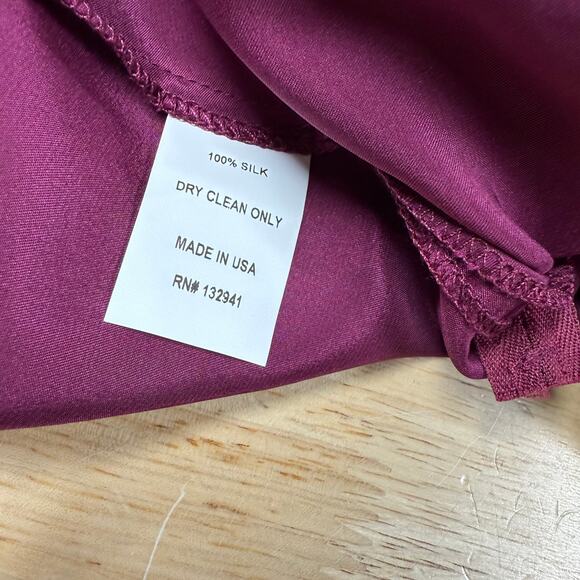 100% SILK
DRY CLEAN ONLY
MADE IN USA
RN# 132941